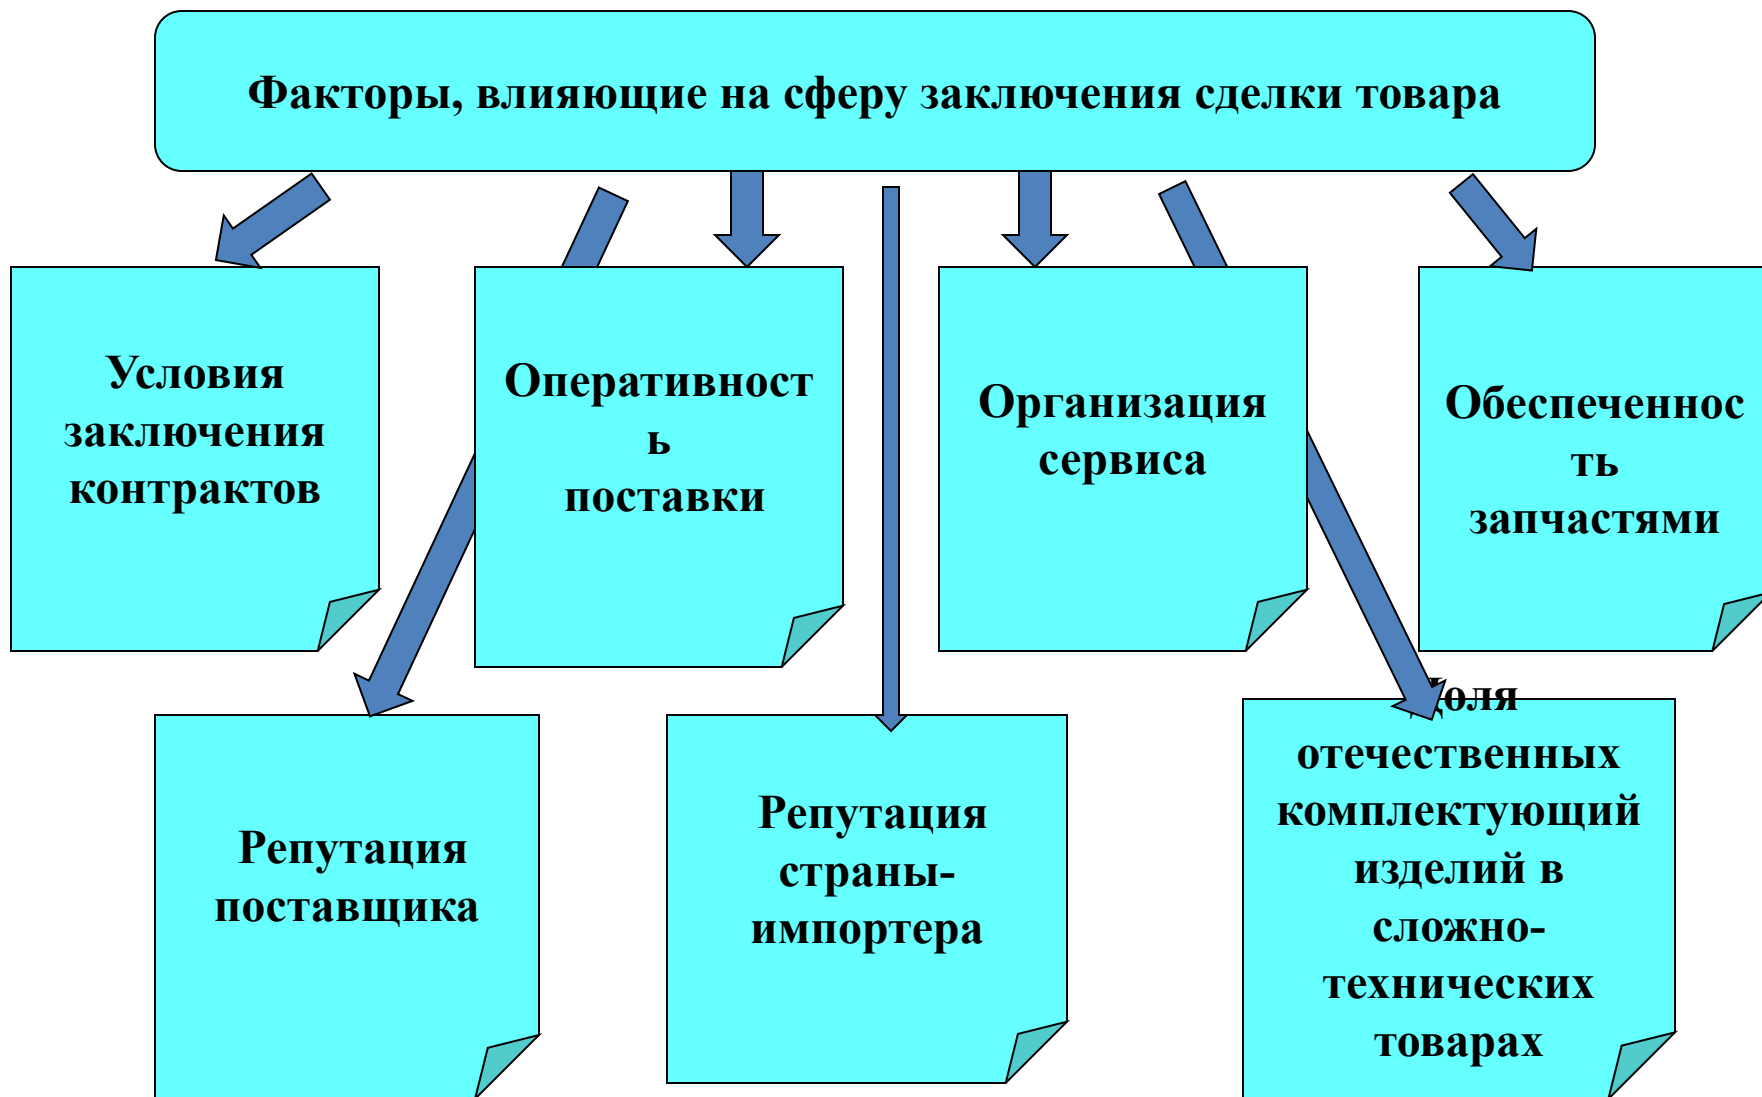 Факторы, влияющие на сферу заключения сделки товара
Условия
заключения
контрактов
Оперативност
ь
поставки
Организация
сервиса
Обеспеченнос
ть
запчастями
Репутация
поставщика
Репутация
страны-
импортера
Доля
отечественных
комплектующий
изделий в
сложно-
технических
товарах